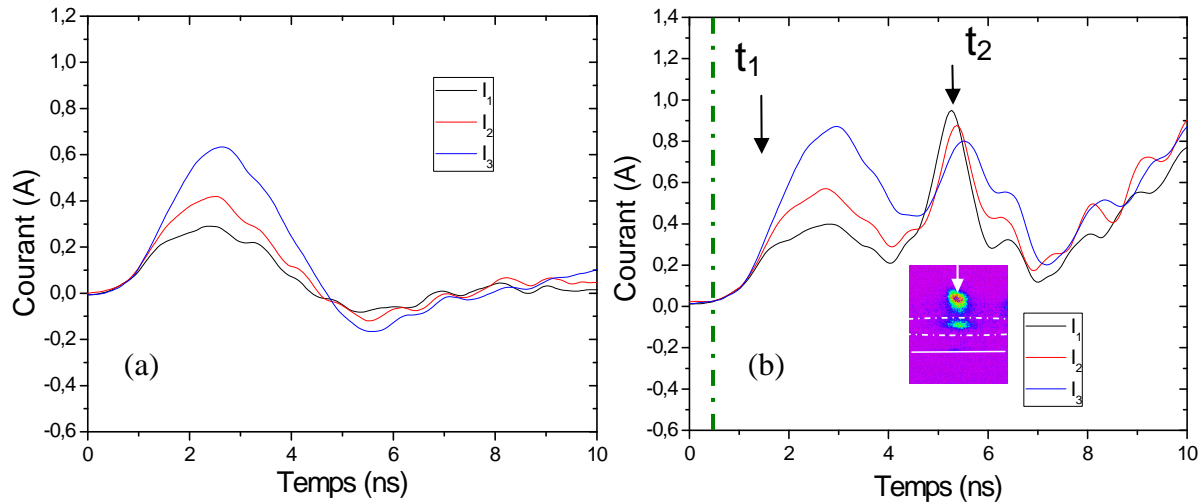 1,2
1,0
0,8
0,6
0,4
0,2
0,0
-0,2
-0,4
-0,6
Courant (A)
I1
I2
I3
(a)
0 2 4 6 8 10
Temps (ns)
1,4
1,2
1,0
0,8
0,6
0,4
0,2
0,0
-0,2
-0,4
-0,6
Courant (A)
t1
t2
I1
I2
I3
(b)
0 2 4 6 8 10
Temps (ns)